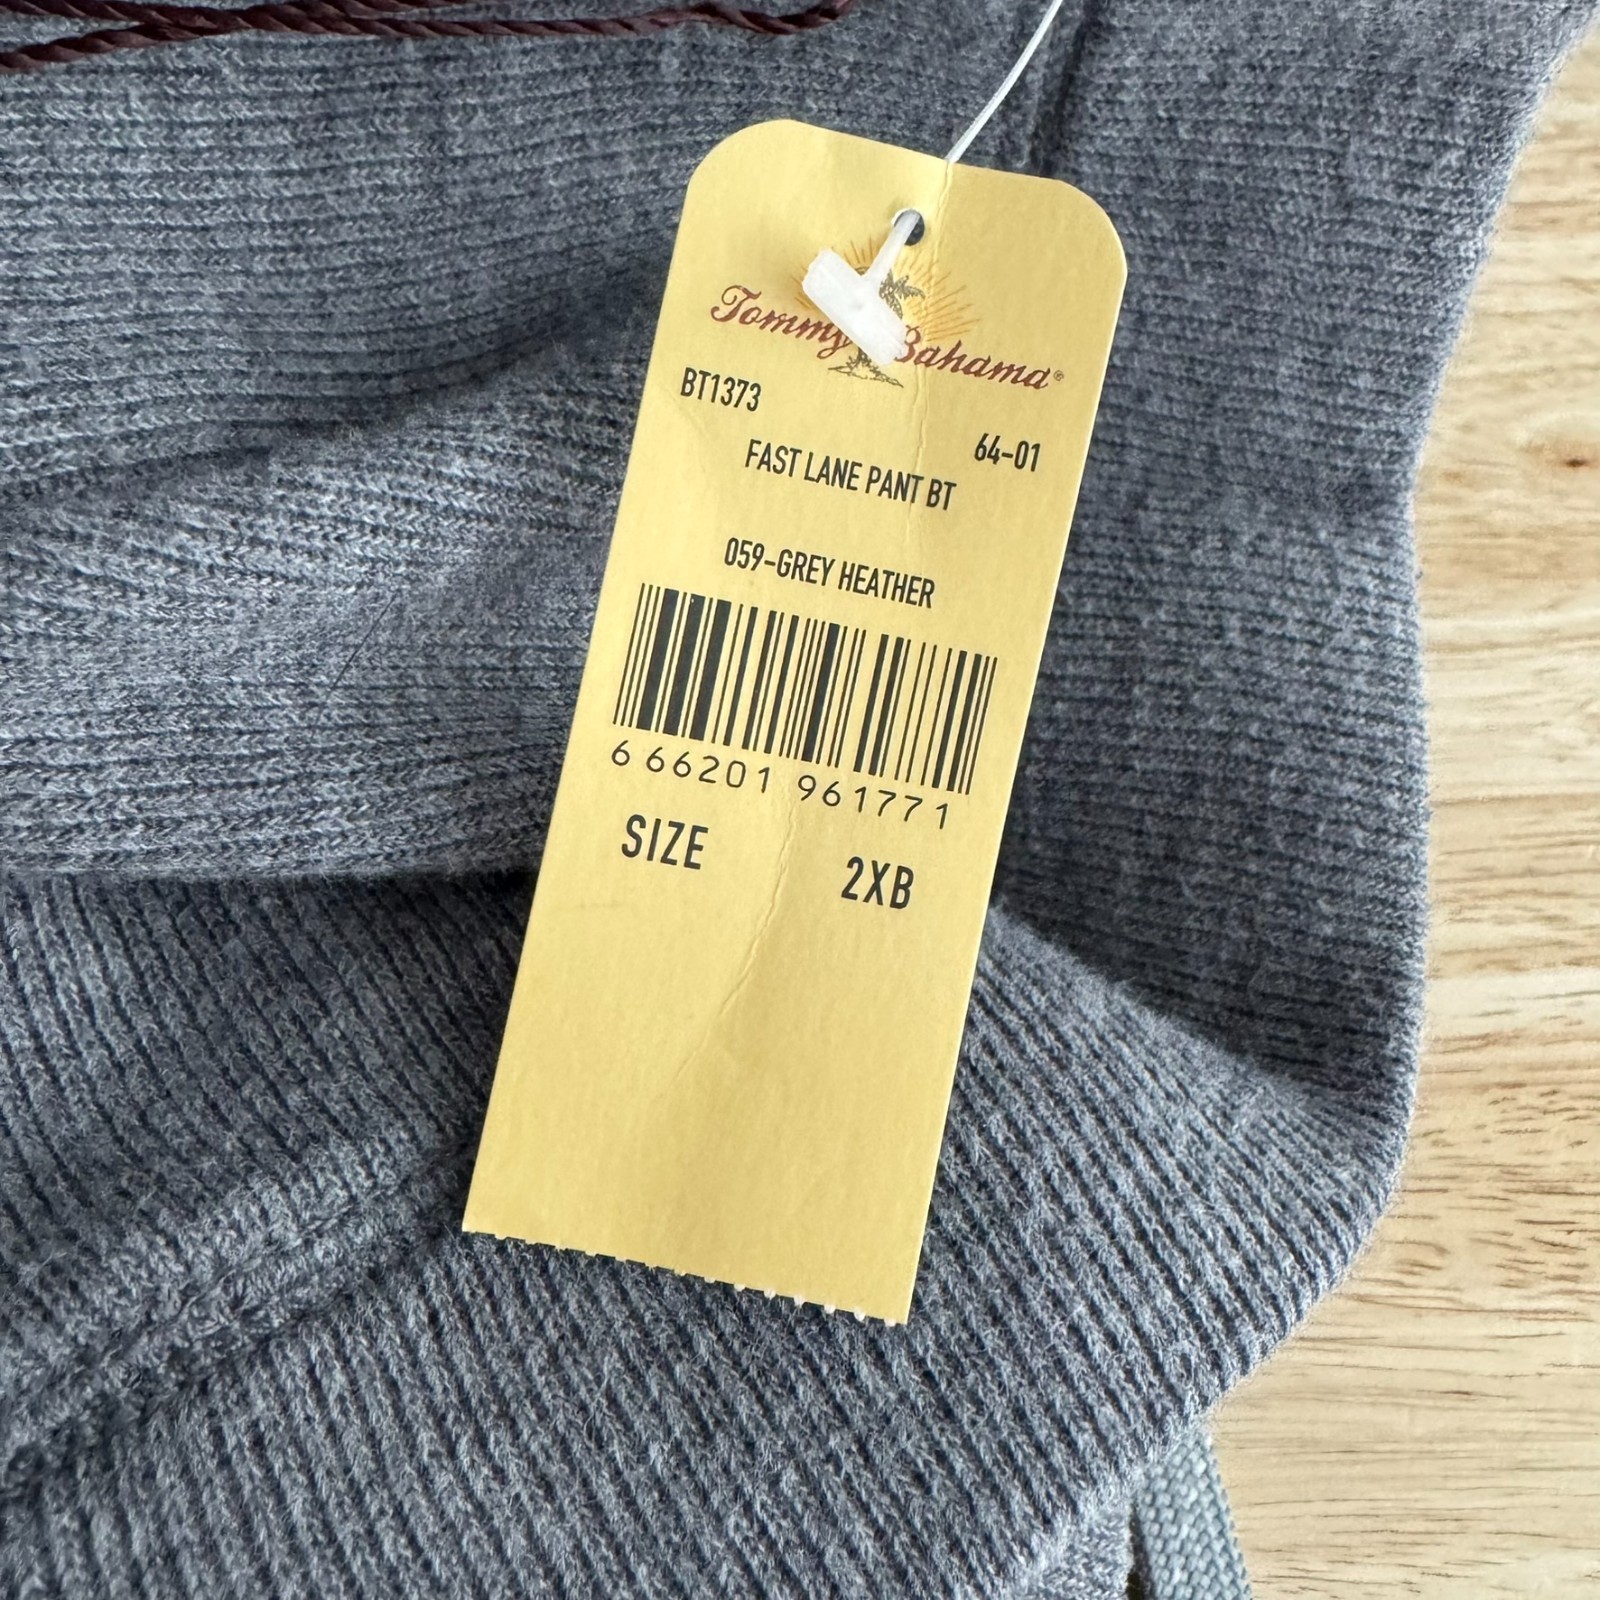 Tommy Bahama®
BT1373
64-01
FAST LANE PANT BT
059-GREY HEATHER
6 66201 961771
SIZE 2XB